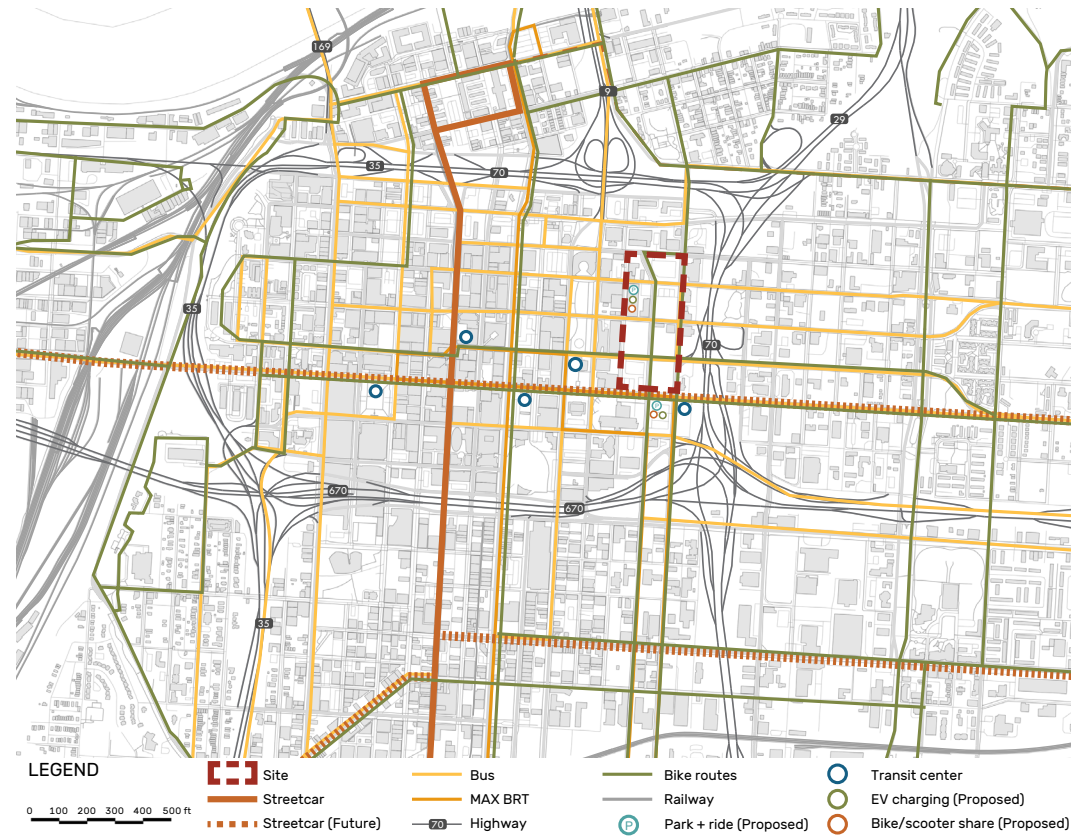 169
9
29
35
70
35
70
670
670
35
P
P
LEGEND
0 100 200 300 400 500 ft
Site
Streetcar
Streetcar (Future)
Bus
MAX BRT
70 Highway
Bike routes
Railway
P Park + ride (Proposed)
Transit center
EV charging (Proposed)
Bike/scooter share (Proposed)